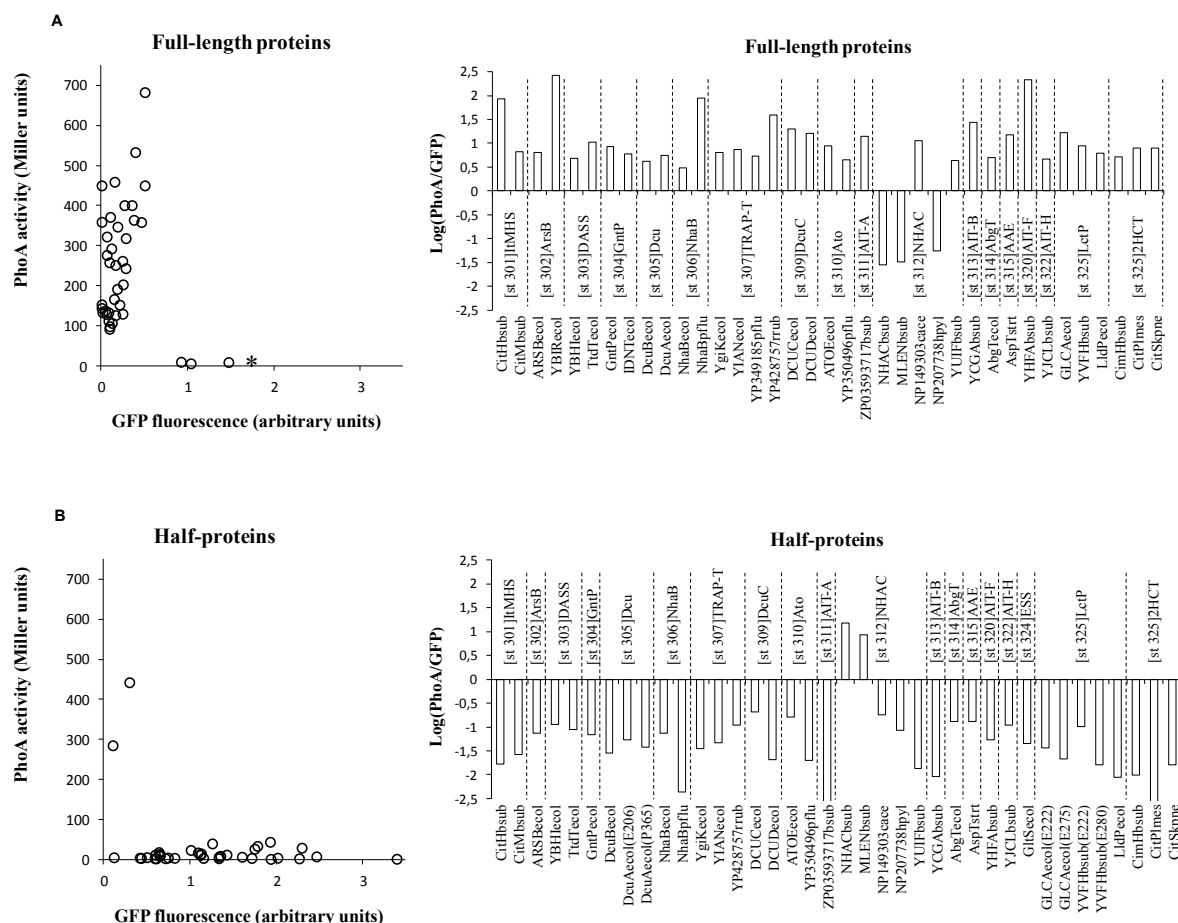 A
Full-length proteins
PhoA activity (Miller units)
700
600
500
400
300
200
100
0
0
1
2
3
*
GFP fluorescence (arbitrary units)
Full-length proteins
Log(PhoA/GFP)
2,5
2
1,5
1
0,5
0
-0,5
-1
-1,5
-2
-2,5
[st 301]ItMHS
[st 302]ArsB
[st 303]DASS
[st 304]GntP
[st 305]Dcu
[st 306]NhaB
[st 307]TRAP-T
[st 309]DcuC
[st 310]Ato
[st 311]AIT-A
[st 312]NHAC
[st 313]AIT-B
[st 314]AbgT
[st 315]AAE
[st 320]AIT-F
[st 322]AIT-H
[st 325]LctP
[st 325]2HCT
CitHbsub
CitMbsub
ARSBecol
YBIRecol
YBHIecol
TtdTecol
GntPecol
IDNTecol
DcuBecol
DcuAecol
NhaBecol
NhaBpflu
YgiKecol
YIANecol
YP349185pflu
YP428757rrub
DCUCecol
DCUDecol
ATOEecol
YP350496pflu
ZP03593717bsub
NHACbsub
MLENbsub
NP149303cace
NP207738hpyl
YUIFbsub
YCGAbsub
AbgTecol
AspTstrt
YHFAbsub
YJCLbsub
GLCAecol
YVFHbsub
LldPecol
CimHbsub
CitPlmes
CitSkpne
B
Half-proteins
PhoA activity (Miller units)
700
600
500
400
300
200
100
0
0
1
2
3
GFP fluorescence (arbitrary units)
Half-proteins
Log(PhoA/GFP)
2,5
2
1,5
1
0,5
0
-0,5
-1
-1,5
-2
-2,5
[st 301]ItMHS
[st 302]ArsB
[st 303]DASS
[st 304]GntP
[st 305]Dcu
[st 306]NhaB
[st 307]TRAP-T
[st 309]DcuC
[st 310]Ato
[st 311]AIT-A
[st 312]NHAC
[st 313]AIT-B
[st 314]AbgT
[st 315]AAE
[st 320]AIT-F
[st 322]AIT-H
[st 324]ESS
[st 325]LctP
[st 325]2HCT
CitHbsub
CitMbsub
ARSBecol
YBHIecol
TtdTecol
GntPecol
DcuBecol
DcuAecol(E206)
DcuAecol(P365)
NhaBecol
NhaBpflu
YgiKecol
YIANecol
YP428757rrub
DCUCecol
DCUDecol
ATOEecol
YP350496pflu
ZP03593717bsub
NHACbsub
MLENbsub
NP149303cace
NP207738hpyl
YUIFbsub
YCGAbsub
AbgTecol
AspTstrt
YHFAbsub
YJCLbsub
GltSecol
GLCAecol(E222)
GLCAecol(E275)
YVFHbsub(E222)
YVFHbsub(E280)
LldPecol
CimHbsub
CitPlmes
CitSkpne